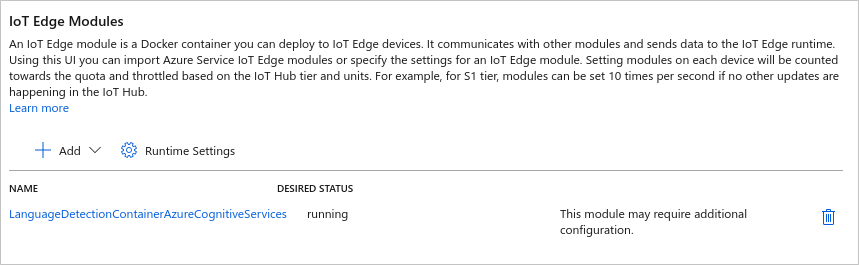 IoT Edge Modules
An IoT Edge module is a Docker container you can deploy to IoT Edge devices. It communicates with other modules and sends data to the IoT Edge runtime.
Using this UI you can import Azure Service IoT Edge modules or specify the settings for an IoT Edge module. Setting modules on each device will be counted
towards the quota and throttled based on the IoT Hub tier and units. For example, for S1 tier, modules can be set 10 times per second if no other updates are
happening in the IoT Hub.
Learn more
Add Runtime Settings
NAME DESIRED STATUS
LanguageDetectionContainerAzureCognitiveServices running This module may require additional
configuration.